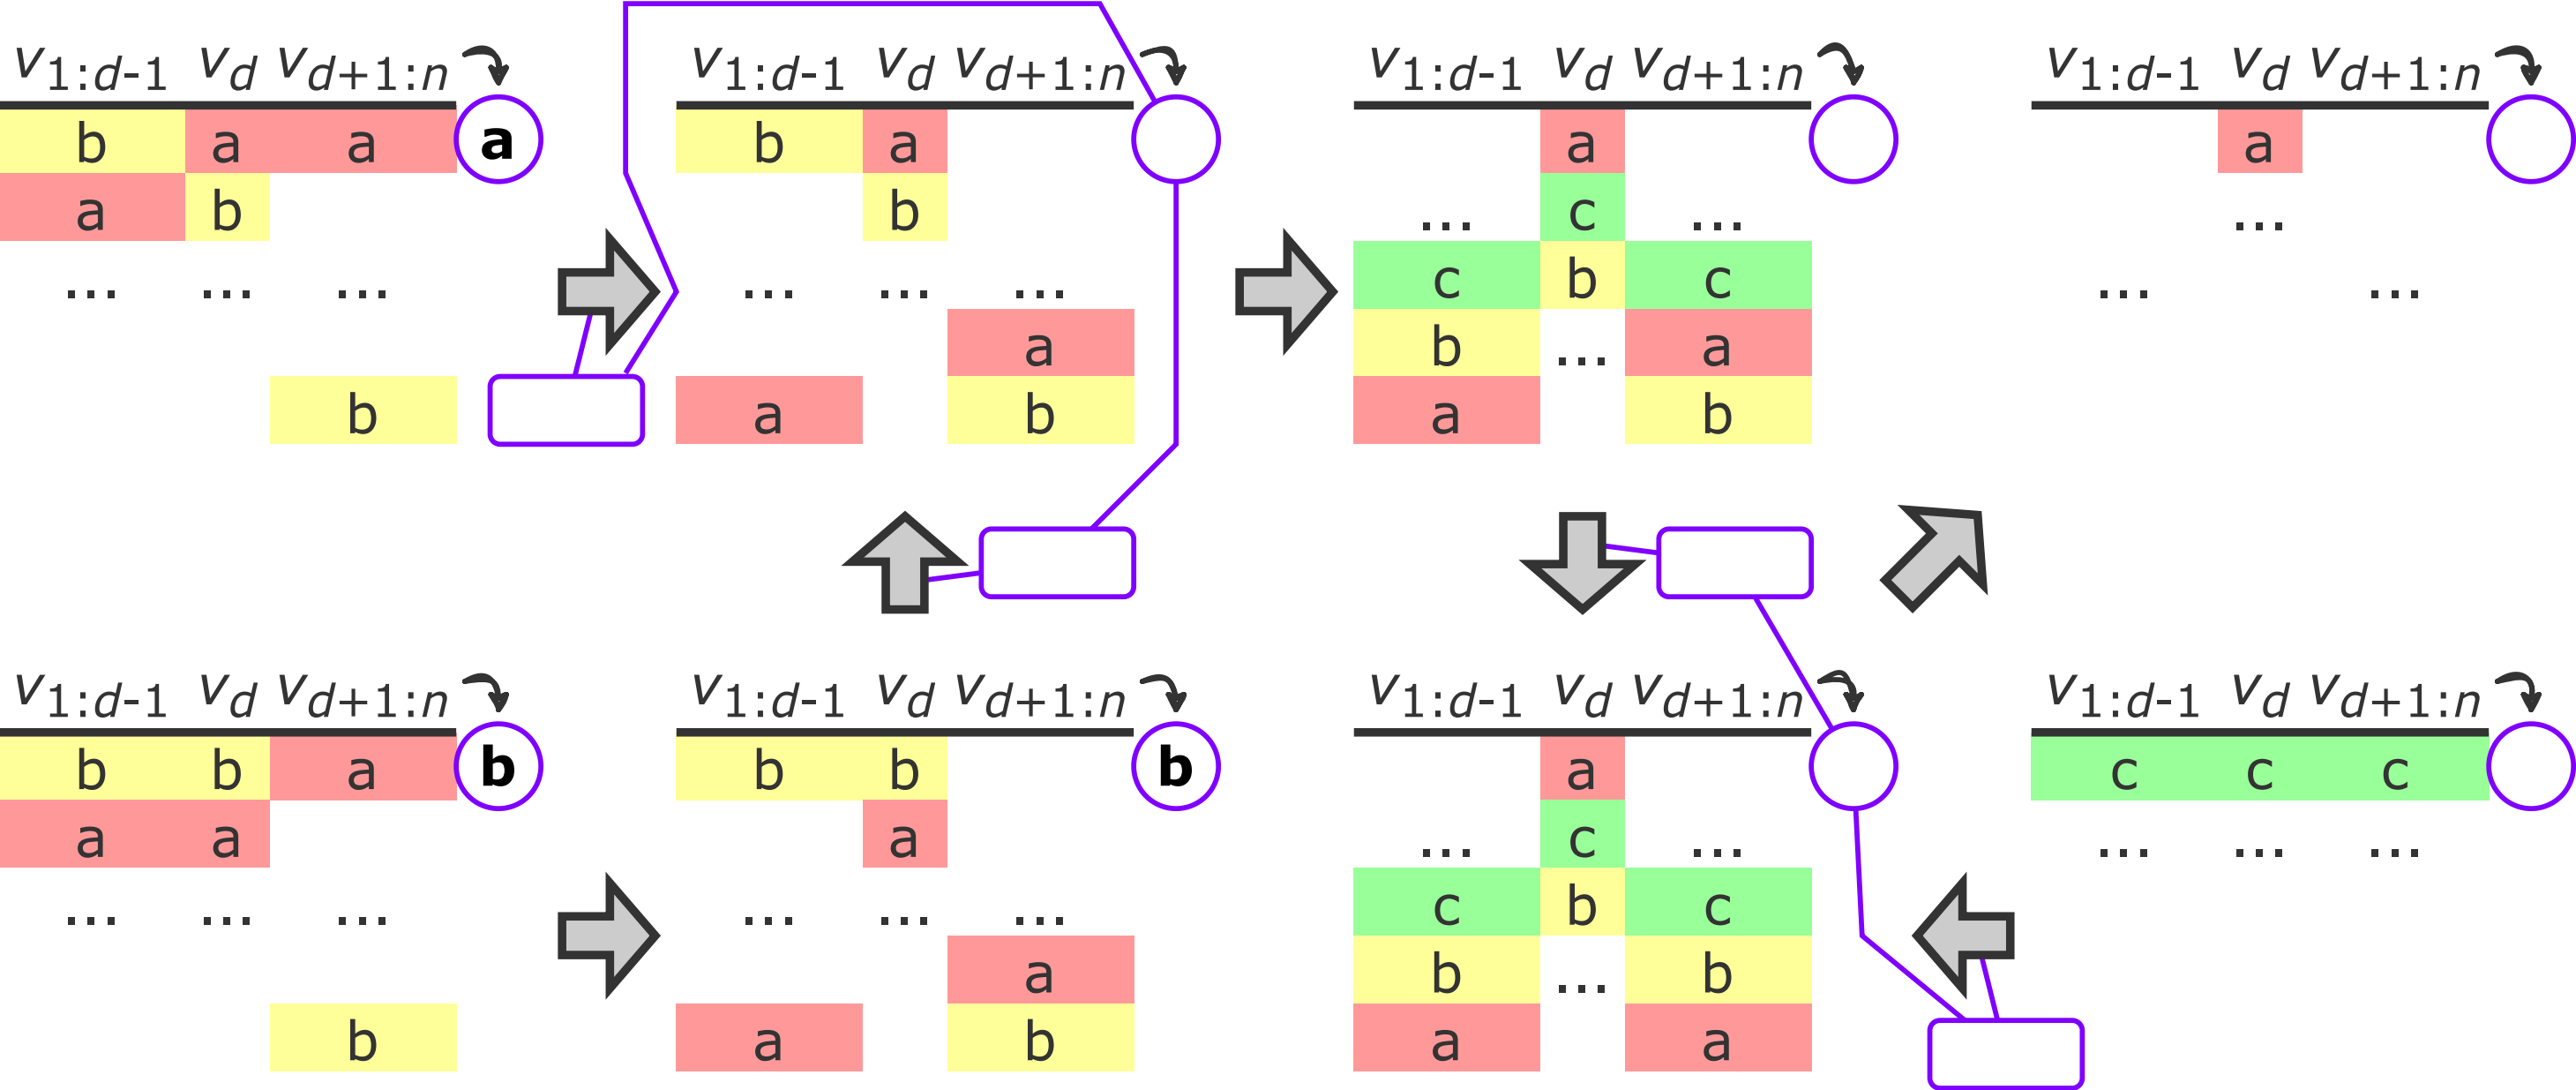 v1:d-1 vd vd+1:n v1:d-1 vd vd+1:n v1:d-1 vd vd+1:n v1:d-1 vd vd+1:n
b a a a b a a a
a b b ... c ... ...
... ... ... ... ... ... c b c ... ...
a b ... a
b a b a b
v1:d-1 vd vd+1:n v1:d-1 vd vd+1:n v1:d-1 vd vd+1:n v1:d-1 vd vd+1:n
b b a b b b b a c c c
a a a ... c ... ... ... ...
... ... ... ... ... ... c b c
a b ... b
b a b a a